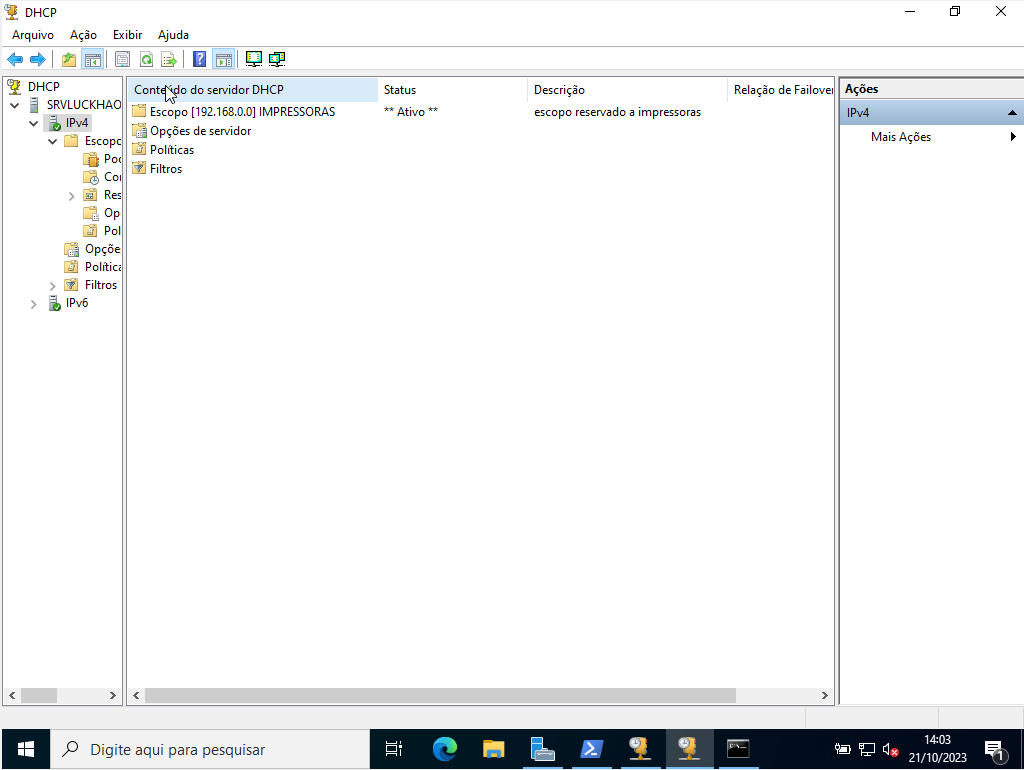 DHCP
Arquivo Ação Exibir Ajuda
DHCP
SRVLUCKHAO
IPv4
Escopo
Poo
Con
Res
Op
Pol
Opções
Política
Filtros
IPv6
Conteúdo do servidor DHCP Status Descrição Relação de Failover
Escopo [192.168.0.0] IMPRESSORAS ** Ativo ** escopo reservado a impressoras
Opções de servidor
Políticas
Filtros
Ações
IPv4
Mais Ações
Digite aqui para pesquisar
14:03
21/10/2023
1